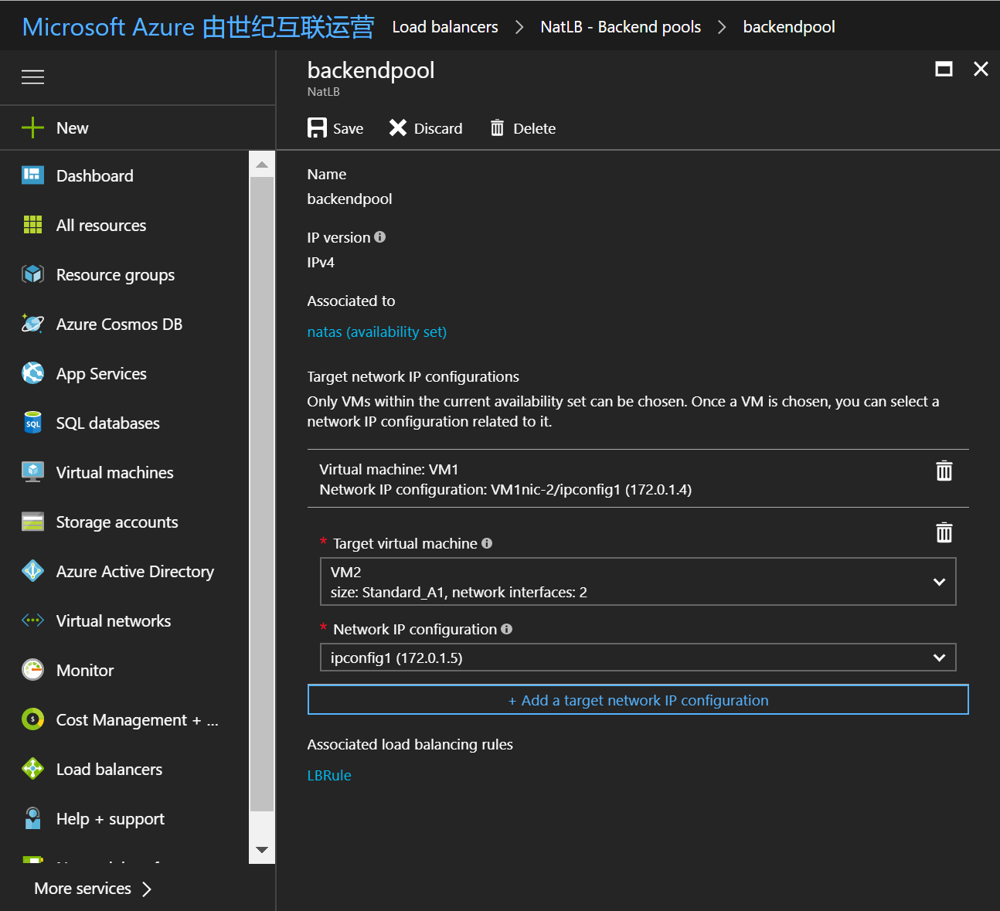 Microsoft Azure 由世纪互联运营
Load balancers
NatLB - Backend pools
backendpool
backendpool
NatLB
Save
Discard
Delete
New
Dashboard
All resources
Resource groups
Azure Cosmos DB
App Services
SQL
SQL databases
Virtual machines
Storage accounts
Azure Active Directory
Virtual networks
Monitor
$
Cost Management + ...
Load balancers
Help + support
More services
Name
backendpool
IP version
IPv4
Associated to
natas (availability set)
Target network IP configurations
Only VMs within the current availability set can be chosen. Once a VM is chosen, you can select a
network IP configuration related to it.
Virtual machine: VM1
Network IP configuration: VM1nic-2/ipconfig1 (172.0.1.4)
* Target virtual machine
VM2
size: Standard_A1, network interfaces: 2
* Network IP configuration
ipconfig1 (172.0.1.5)
+ Add a target network IP configuration
Associated load balancing rules
LBRule